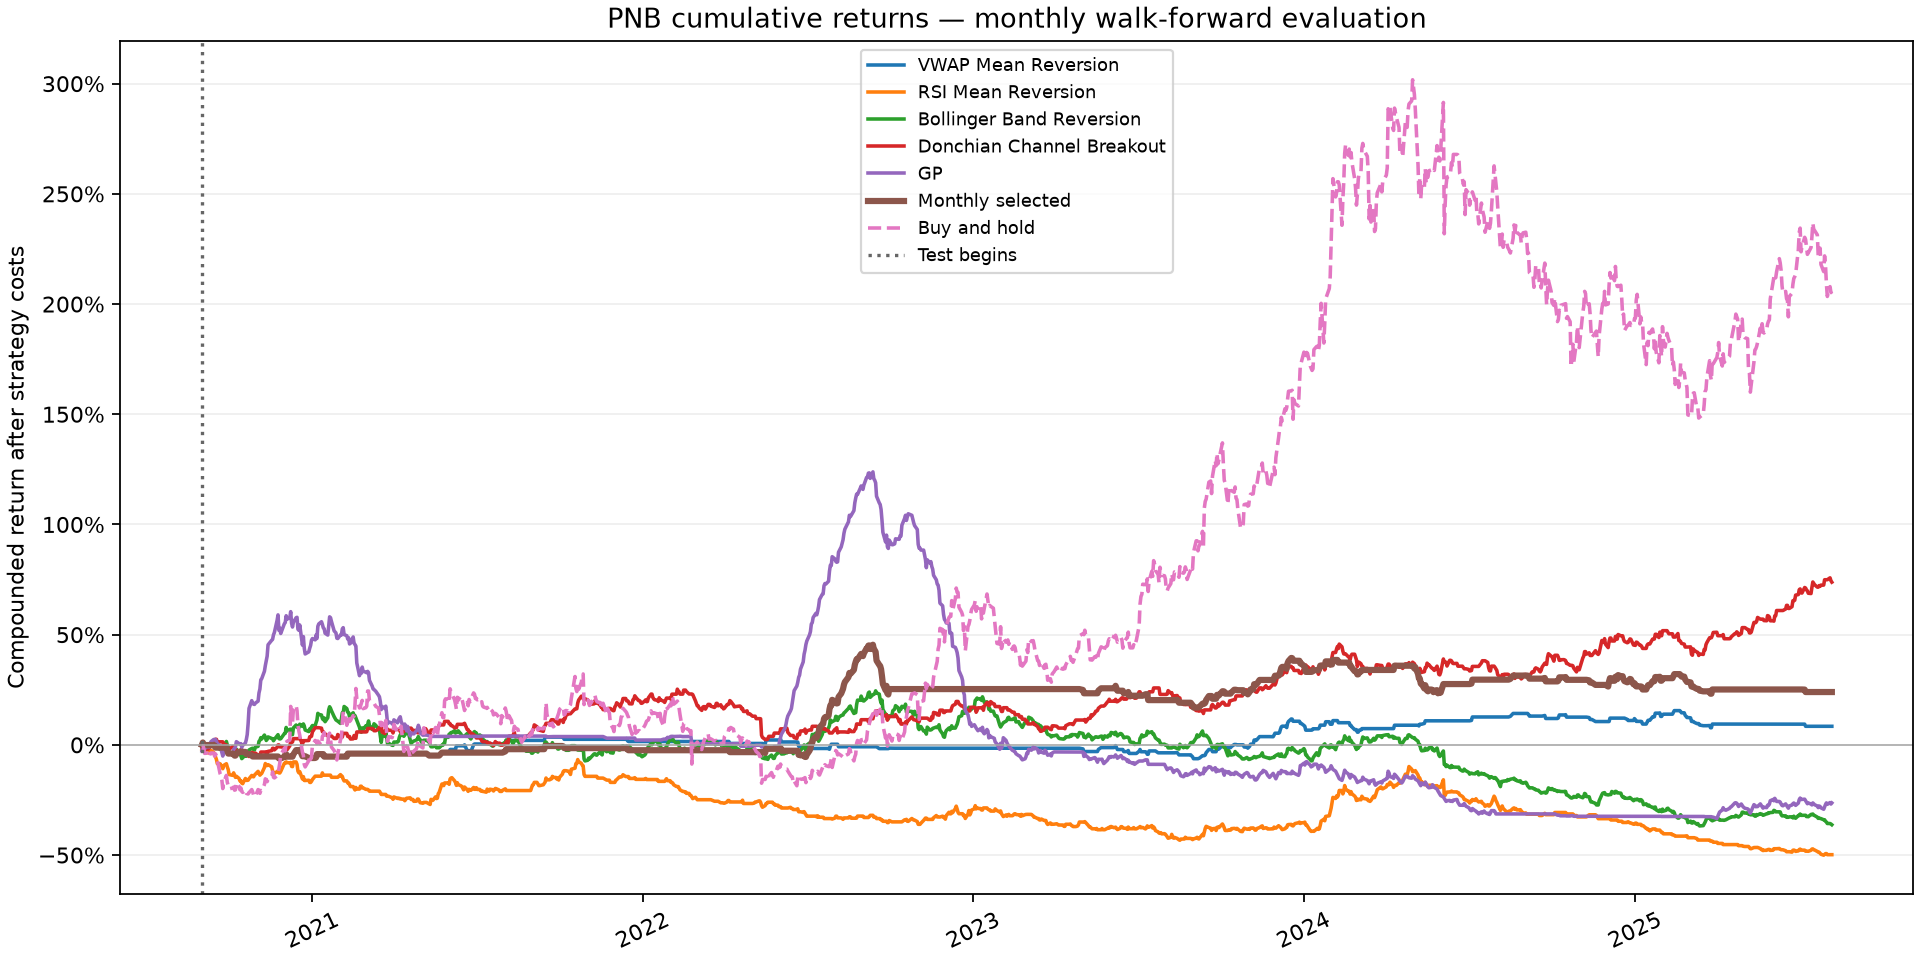 PNB cumulative returns — monthly walk-forward evaluation
Compounded return after strategy costs
300%
250%
200%
150%
100%
50%
0%
−50%
VWAP Mean Reversion
RSI Mean Reversion
Bollinger Band Reversion
Donchian Channel Breakout
GP
Monthly selected
Buy and hold
Test begins
2021
2022
2023
2024
2025